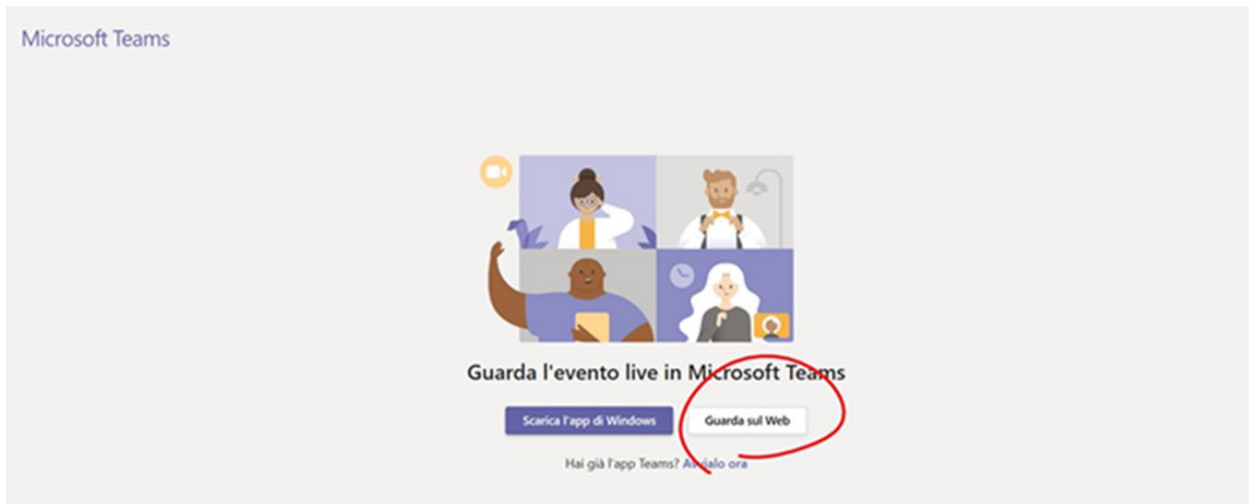 Microsoft Teams
Guarda l'evento live in Microsoft Teams
Scarica l'app di Windows
Guarda sul Web
Hai già l'app Teams? Avvialo ora